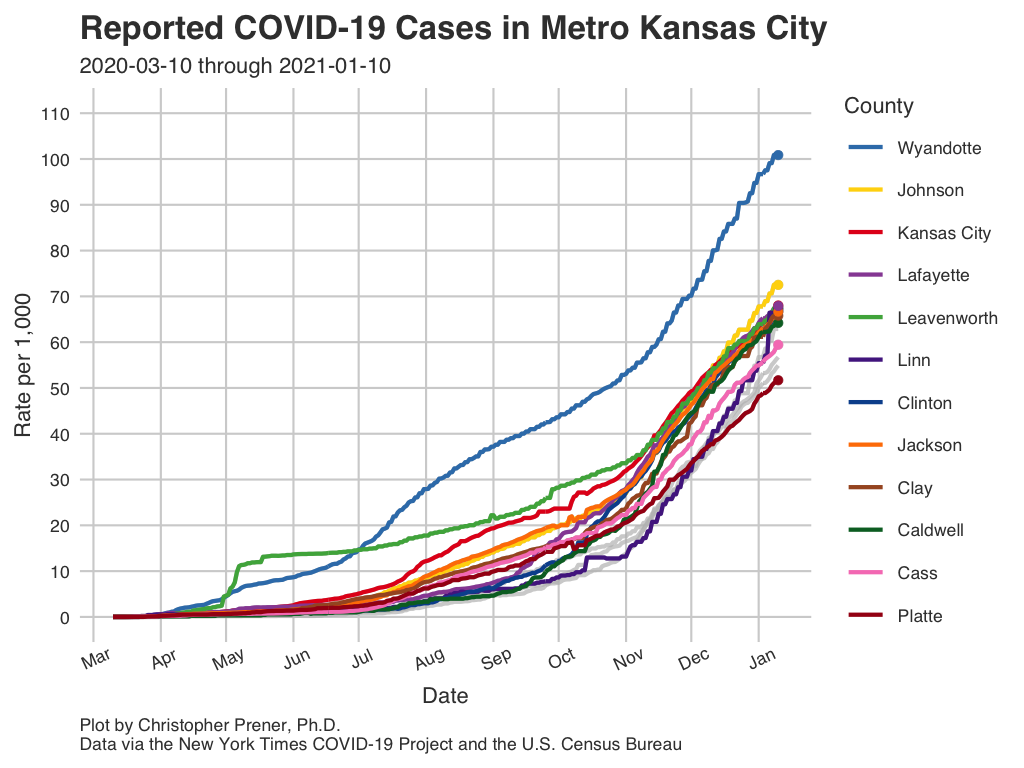 Reported COVID-19 Cases in Metro Kansas City
2020-03-10 through 2021-01-10
County
Wyandotte
Johnson
Kansas City
Lafayette
Leavenworth
Linn
Clinton
Jackson
Clay
Caldwell
Cass
Platte
Rate per 1,000
110
100
90
80
70
60
50
40
30
20
10
0
Mar Apr May Jun Jul Aug Sep Oct Nov Dec Jan
Date
Plot by Christopher Prener, Ph.D.
Data via the New York Times COVID-19 Project and the U.S. Census Bureau